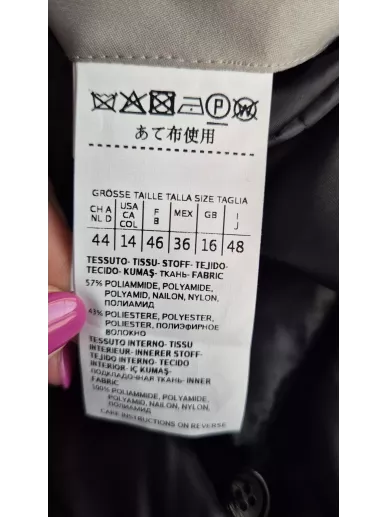 P W
あて布使用
GRÖSSE TAILLE TALLA SIZE TAGLIA
CH A NL D USA CA COL F B MEX GB I J
44 14 46 36 16 48
TESSUTO- TISSU- STOFF- TEJIDO-
TECIDO- KUMAŞ- ТКАНЬ- FABRIC
57% POLIAMMIDE, POLYAMIDE,
POLYAMID, NAILON, NYLON,
ПОЛИАМИД
43% POLIESTERE, POLYESTER,
POLIESTER, ПОЛИЭФИРНОЕ
ВОЛОКНО
TESSUTO INTERNO- TISSU
INTERIEUR- INNERER STOFF-
TEJIDO INTERNO- TECIDO
INTERIOR- IÇ KUMAŞ-
ПОДКЛАДОЧНАЯ ТКАНЬ- INNER
FABRIC
100% POLIAMMIDE, POLYAMIDE,
POLYAMID, NAILON, NYLON,
ПОЛИАМИД
CARE INSTRUCTIONS ON REVERSE